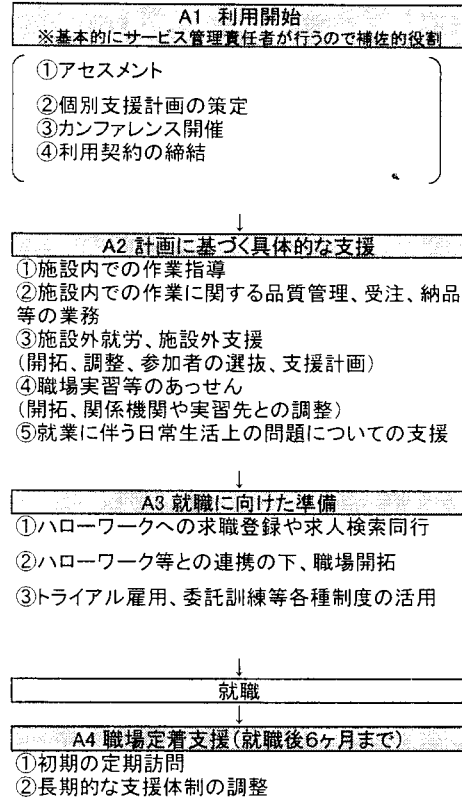 A1 利用開始
※基本的にサービス管理責任者が行うので補佐的役割
①アセスメント
②個別支援計画の策定
③カンファレンス開催
④利用契約の締結
↓
A2 計画に基づく具体的な支援
①施設内での作業指導
②施設内での作業に関する品質管理、受注、納品
等の業務
③施設外就労、施設外支援
(開拓、調整、参加者の選抜、支援計画)
④職場実習等のあっせん
(開拓、関係機関や実習先との調整)
⑤就業に伴う日常生活上の問題についての支援
↓
A3 就職に向けた準備
①ハローワークへの求職登録や求人検索同行
②ハローワーク等との連携の下、職場開拓
③トライアル雇用、委託訓練等各種制度の活用
↓
就職
↓
A4 職場定着支援(就職後6ヶ月まで)
①初期の定期訪問
②長期的な支援体制の調整